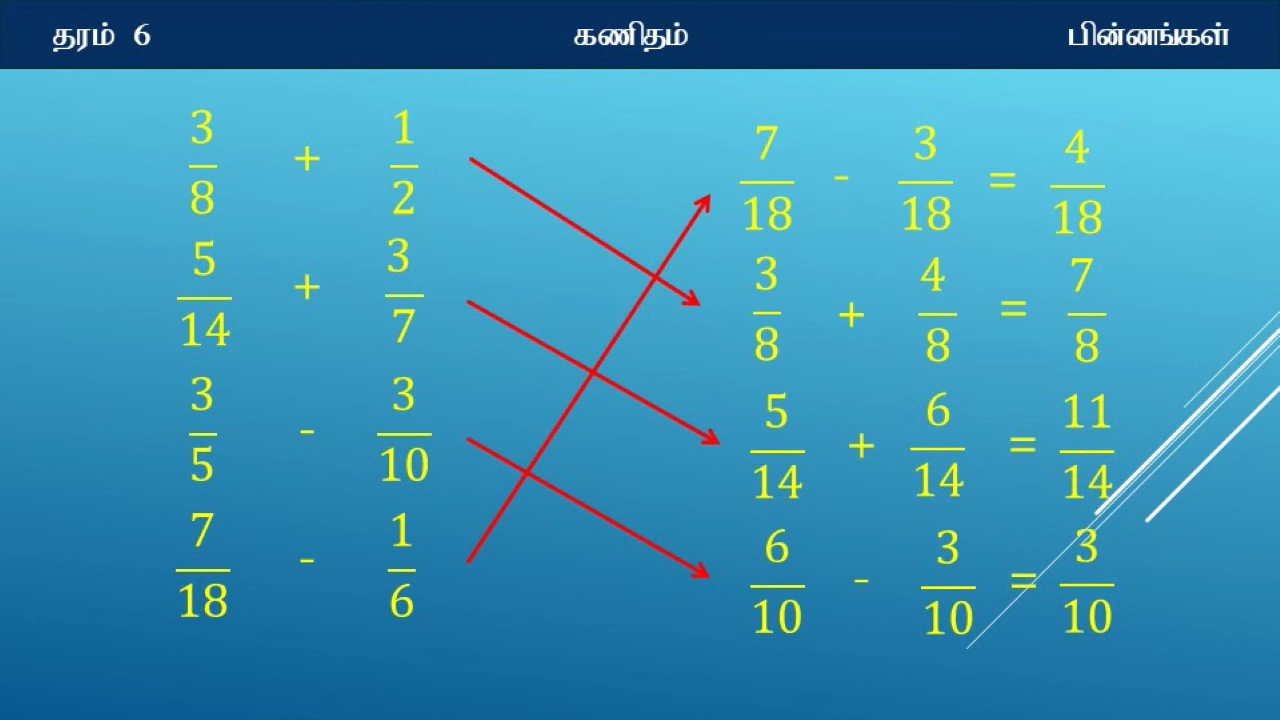 தரம் 6 கணிதம் பின்னங்கள்
3/8 + 1/2
5/14 + 3/7
3/5 - 3/10
7/18 - 1/6
7/18 - 3/18 = 4/18
3/8 + 4/8 = 7/8
5/14 + 6/14 = 11/14
6/10 - 3/10 = 3/10